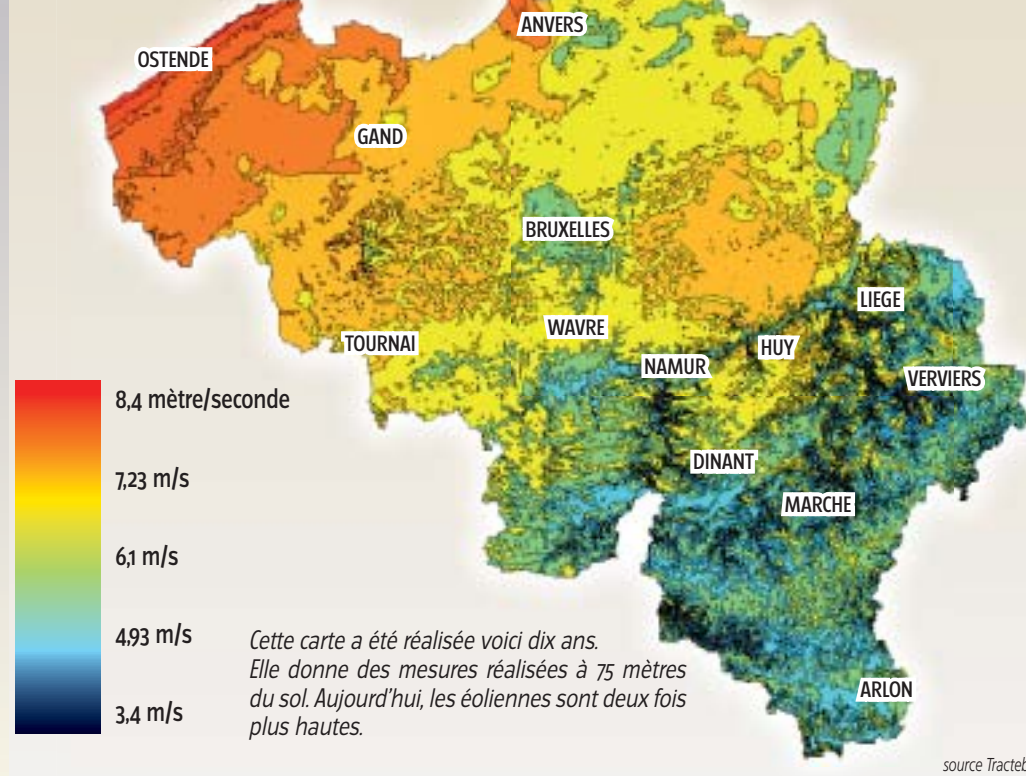 ANVERS
OSTENDE
GAND
BRUXELLES
LIEGE
WAVRE
TOURNAI
HUY
NAMUR
VERVIERS
DINANT
MARCHE
ARLON
8,4 mètre/seconde
7,23 m/s
6,1 m/s
4,93 m/s
3,4 m/s
Cette carte a été réalisée voici dix ans.
Elle donne des mesures réalisées à 75 mètres
du sol. Aujourd'hui, les éoliennes sont deux fois
plus hautes.
source Tracteb